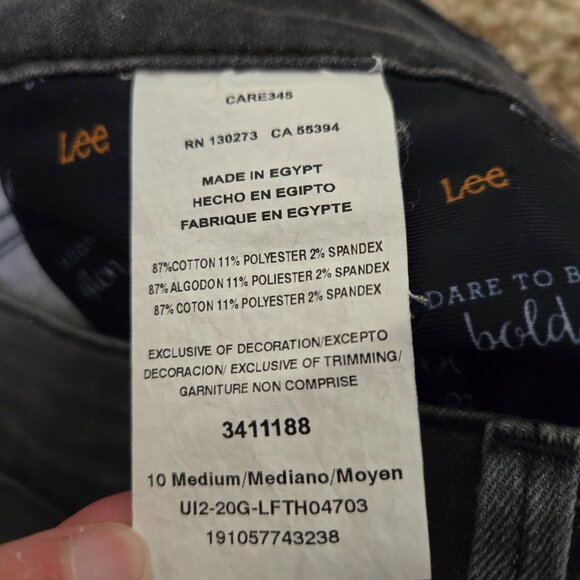 CARE345
RN 130273 CA 55394
MADE IN EGYPT
HECHO EN EGIPTO
FABRIQUE EN EGYPTE
87%COTTON 11% POLYESTER 2% SPANDEX
87% ALGODON 11% POLIESTER 2% SPANDEX
87% COTON 11% POLYESTER 2% SPANDEX
EXCLUSIVE OF DECORATION/EXCEPTO
DECORACION/ EXCLUSIVE OF TRIMMING/
GARNITURE NON COMPRISE
3411188
10 Medium/Mediano/Moyen
UI2-20G-LFTH04703
191057743238
Lee
Lee
DARE TO B
bold